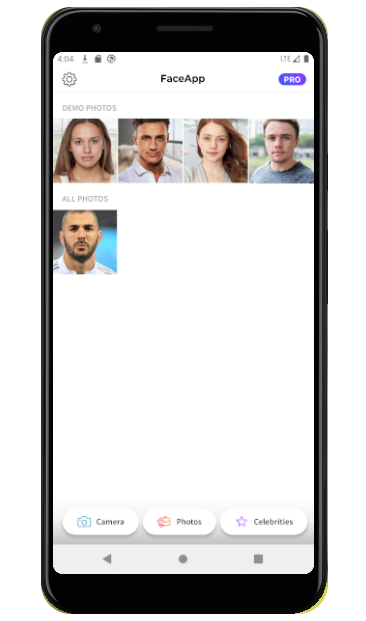 4:04 LTE
FaceApp PRO
DEMO PHOTOS
ALL PHOTOS
Camera Photos Celebrities